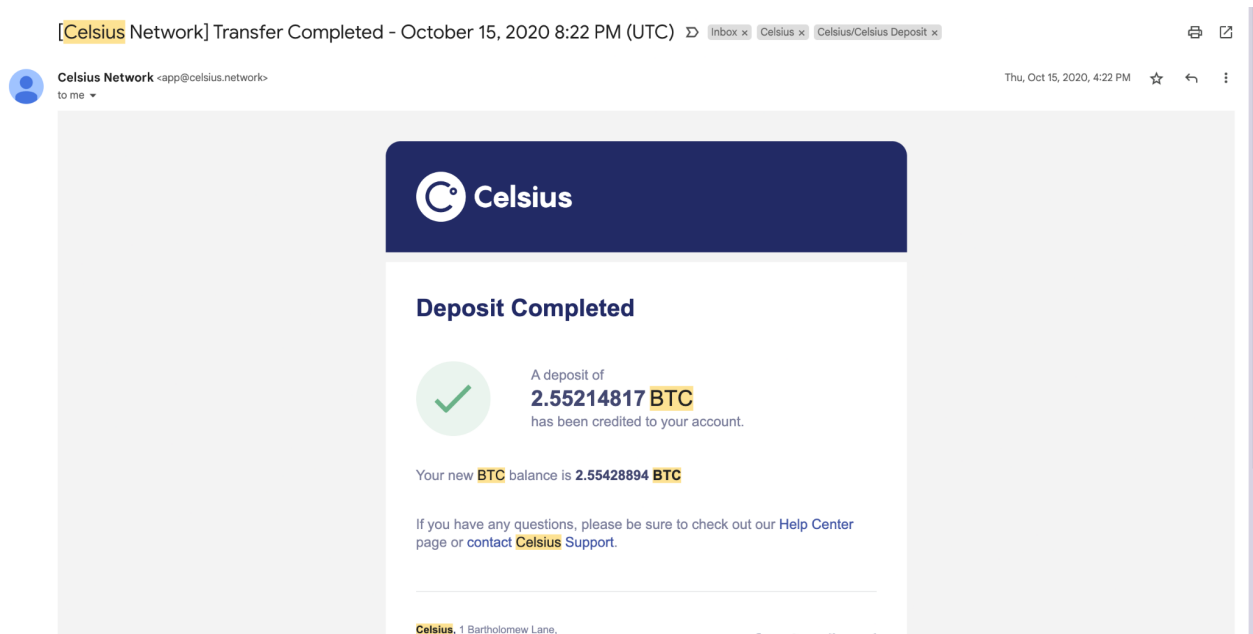 [Celsius Network] Transfer Completed - October 15, 2020 8:22 PM (UTC) Inbox x Celsius x Celsius/Celsius Deposit x
Celsius Network <app@celsius.network> Thu, Oct 15, 2020, 4:22 PM
to me
Celsius
Deposit Completed
A deposit of
2.55214817 BTC
has been credited to your account.
Your new BTC balance is 2.55428894 BTC
If you have any questions, please be sure to check out our Help Center
page or contact Celsius Support.
Celsius, 1 Bartholomew Lane,